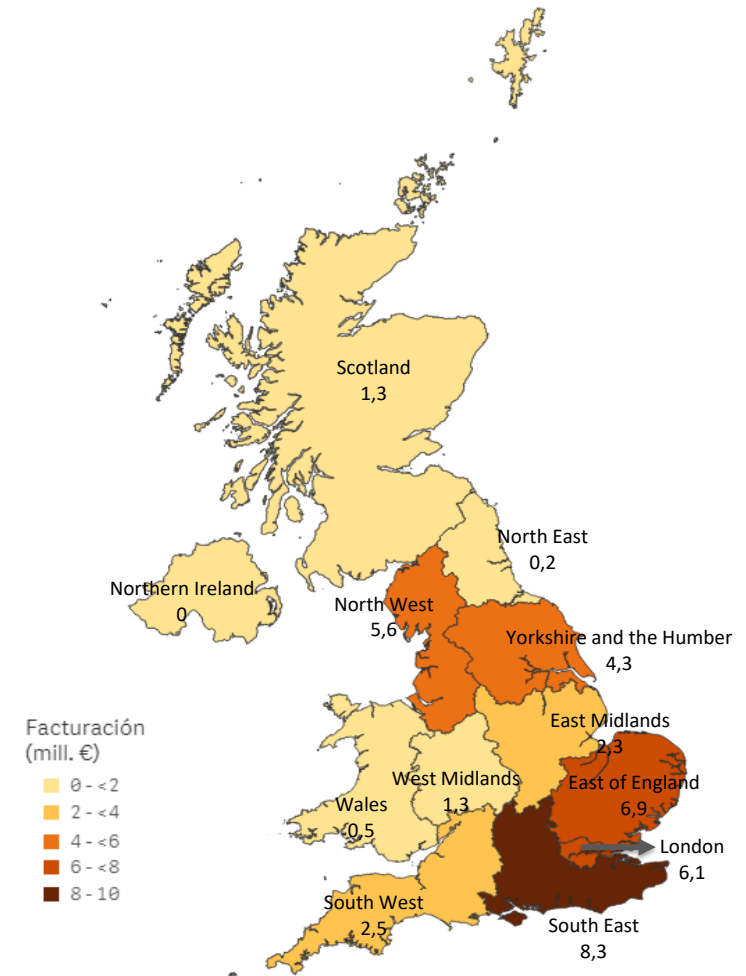 Scotland
1,3
North East
0,2
Northern Ireland
0
North West
5,6
Yorkshire and the Humber
4,3
East Midlands
2,3
West Midlands
1,3
East of England
6,9
Wales
0,5
London
6,1
South West
2,5
South East
8,3
Facturación
(mill. €)
0 - <2
2 - <4
4 - <6
6 - <8
8 - 10